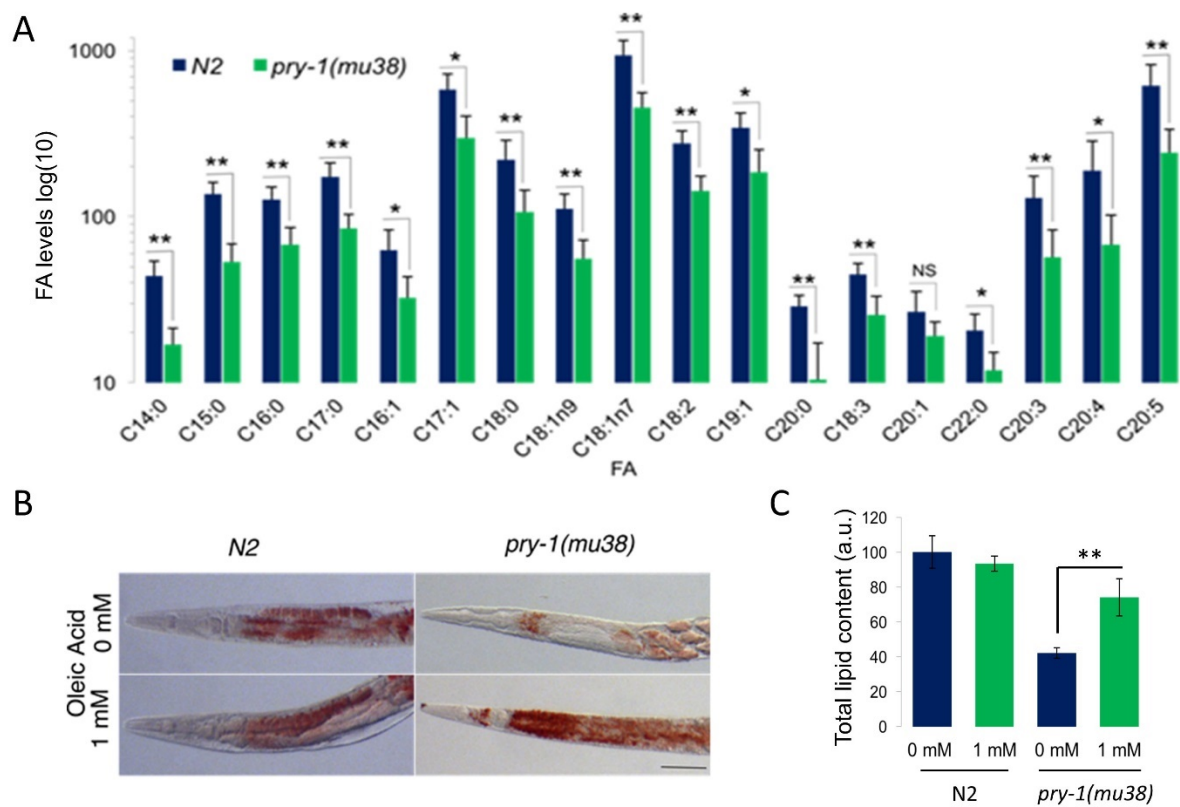 A
N2 pry-1(mu38)
FA levels log(10)
1000
100
10
** ** ** ** * * ** ** ** ** * ** ** NS * ** * **
C14:0 C15:0 C16:0 C17:0 C16:1 C17:1 C18:0 C18:1n9 C18:1n7 C18:2 C19:1 C20:0 C18:3 C20:1 C22:0 C20:3 C20:4 C20:5
FA
B
N2 pry-1(mu38)
Oleic Acid
0 mM
1 mM
C
Total lipid content (a.u.)
120
100
80
60
40
20
0
**
0 mM 1 mM 0 mM 1 mM
N2 pry-1(mu38)